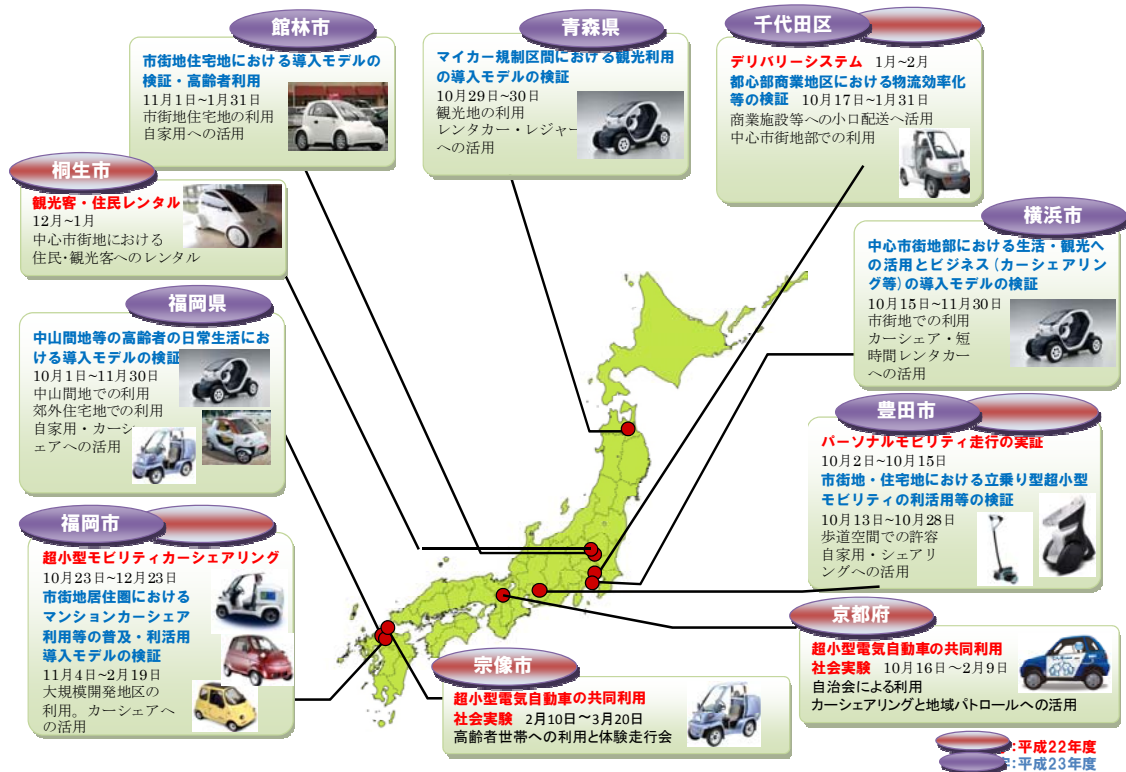 館林市
市街地住宅地における導入モデルの
検証・高齢者利用
11月1日~1月31日
市街地住宅地の利用
自家用への活用
青森県
マイカー規制区間における観光利用
の導入モデルの検証
10月29日~30日
観光地の利用
レンタカー・レジャー
への活用
千代田区
デリバリーシステム 1月~2月
都心部商業地区における物流効率化
等の検証 10月17日~1月31日
商業施設等への小口配送へ活用
中心市街地部での利用
桐生市
観光客・住民レンタル
12月~1月
中心市街地における
住民・観光客へのレンタル
横浜市
中心市街地部における生活・観光へ
の活用とビジネス(カーシェアリン
グ等)の導入モデルの検証
10月15日~11月30日
市街地での利用
カーシェア・短
時間レンタカー
への活用
福岡県
中山間地等の高齢者の日常生活にお
ける導入モデルの検証
10月1日~11月30日
中山間地での利用
郊外住宅地での利用
自家用・カーシ
ェアへの活用
豊田市
パーソナルモビリティ走行の実証
10月2日~10月15日
市街地・住宅地における立乗り型超小型
モビリティの利活用等の検証
10月13日~10月28日
歩道空間での許容
自家用・シェアリ
ングへの活用
福岡市
超小型モビリティカーシェアリング
10月23日~12月23日
市街地居住圏における
マンションカーシェア
利用等の普及・利活用
導入モデルの検証
11月4日~2月19日
大規模開発地区の
利用。カーシェアへ
の活用
宗像市
超小型電気自動車の共同利用
社会実験 2月10日～3月20日
高齢者世帯への利用と体験走行会
京都府
超小型電気自動車の共同利用
社会実験 10月16日～2月9日
自治会による利用
カーシェアリングと地域パトロールへの活用
:平成22年度
:平成23年度